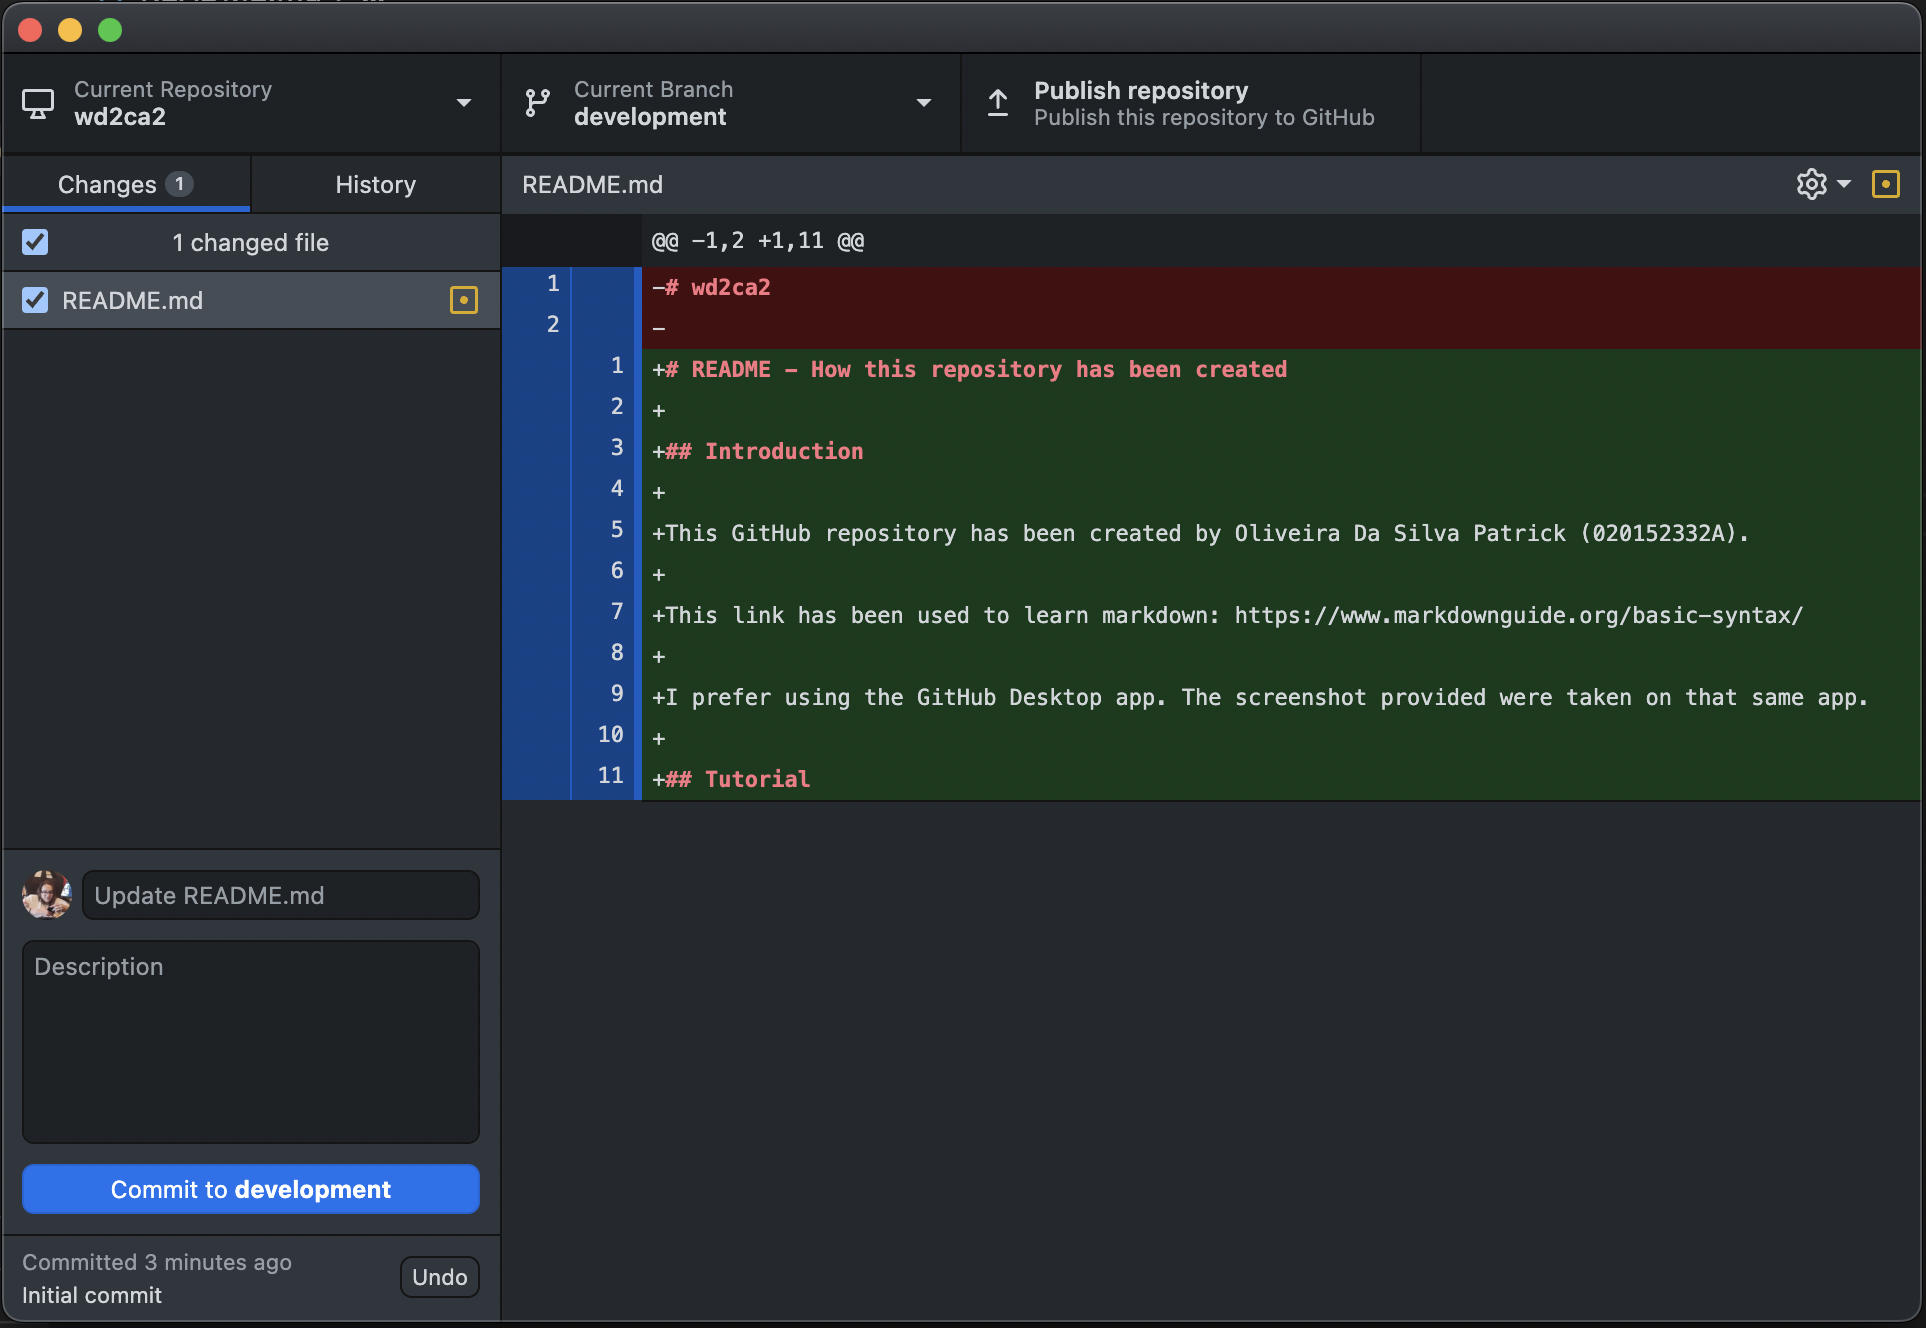 Current Repository
wd2ca2
Current Branch
development
Publish repository
Publish this repository to GitHub
Changes 1
History
README.md
1 changed file
README.md
@@ -1,2 +1,11 @@
1 -# wd2ca2
2 -
1 +# README - How this repository has been created
2 +
3 +## Introduction
4 +
5 +This GitHub repository has been created by Oliveira Da Silva Patrick (020152332A).
6 +
7 +This link has been used to learn markdown: https://www.markdownguide.org/basic-syntax/
8 +
9 +I prefer using the GitHub Desktop app. The screenshot provided were taken on that same app.
10 +
11 +## Tutorial
Update README.md
Description
Commit to development
Committed 3 minutes ago
Initial commit
Undo